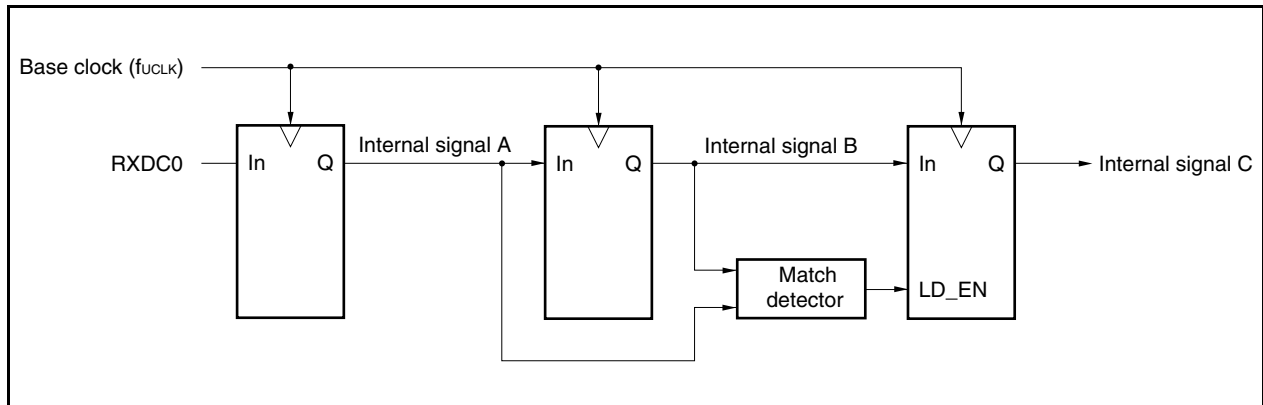 Base clock (fUCLK)
RXDC0
In
Q
Internal signal A
In
Q
Internal signal B
In
Q
Internal signal C
Match
detector
LD_EN